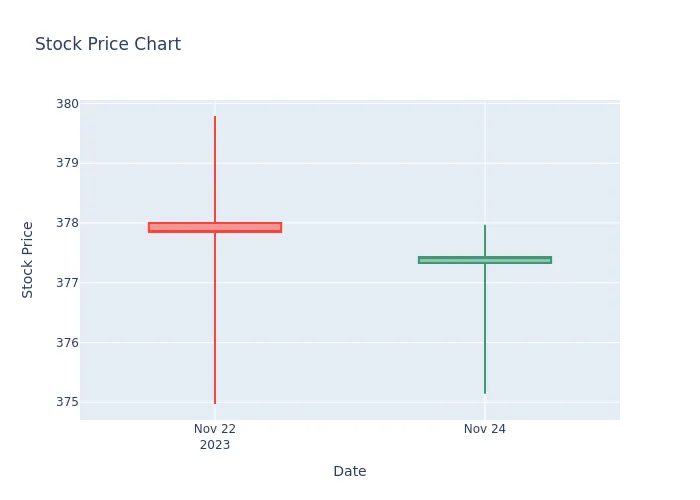 Stock Price Chart
380
379
378
377
376
375
Stock Price
Nov 22
2023
Nov 24
Date